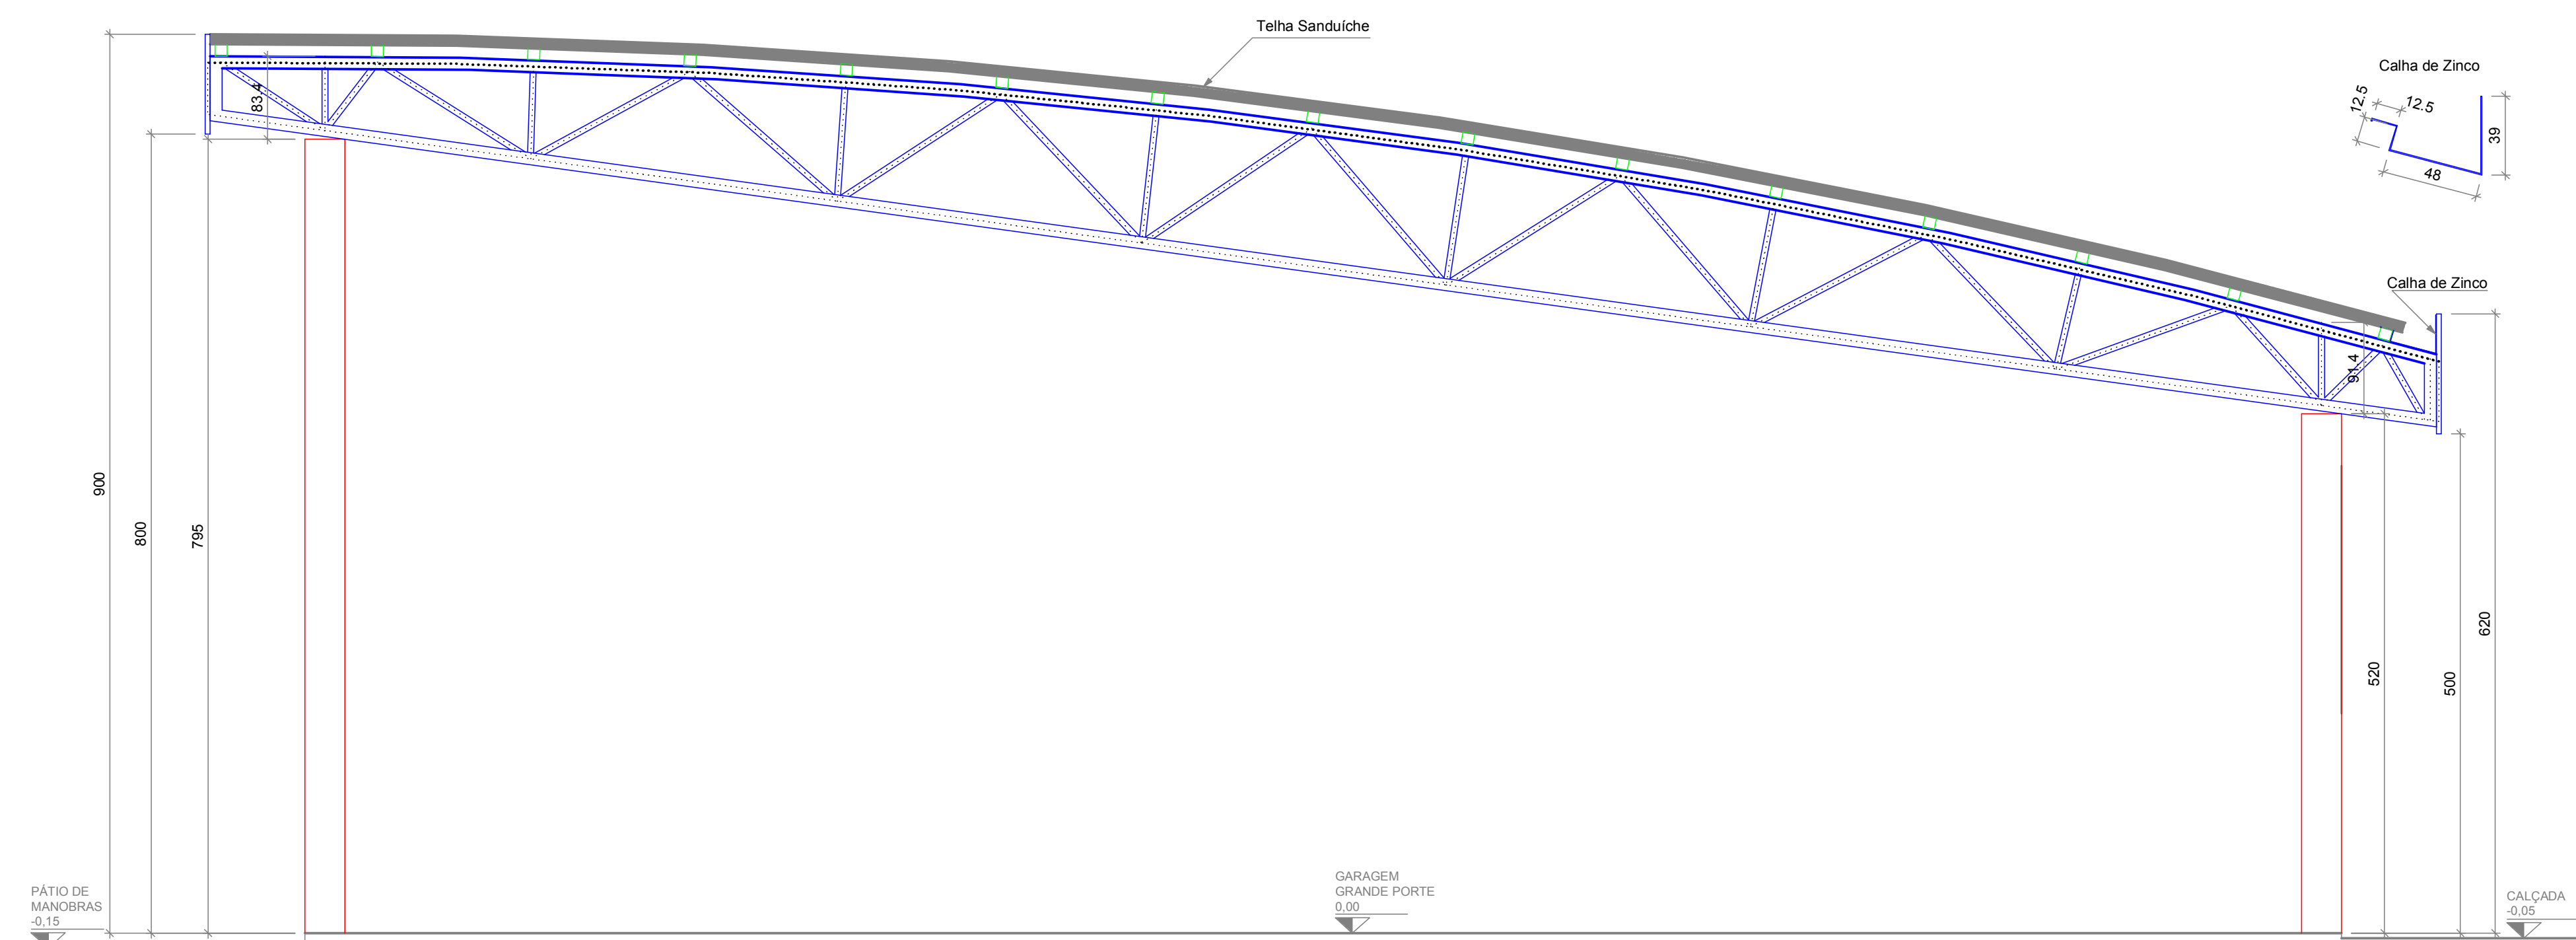 Telha Sanduíche
Calha de Zinco
12.5
12.5
39
48
83.4
Calha de Zinco
91.4
900
800
795
620
520
500
PÁTIO DE
MANOBRAS
-0,15
GARAGEM
GRANDE PORTE
0,00
CALÇADA
-0,05